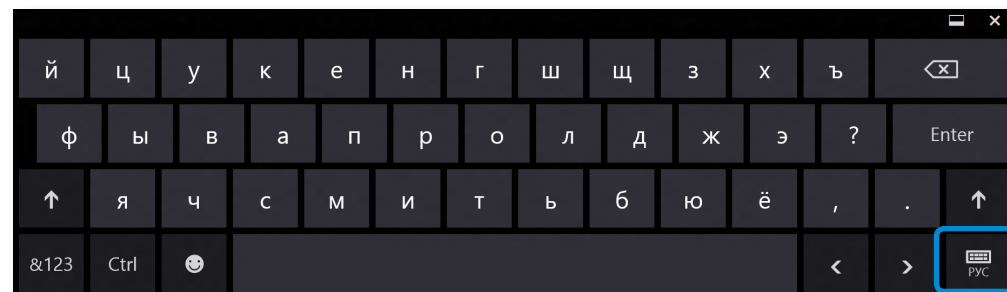 й ц у к е н г ш щ з х ъ
ф ы в а п р о л д ж э ? Enter
я ч с м и т ь б ю ё , .
&123 Ctrl РУС